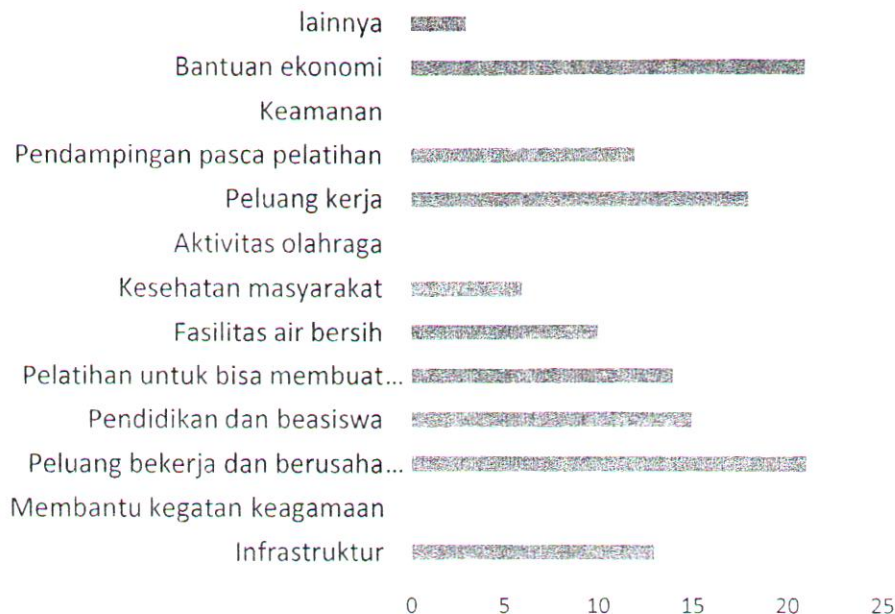 lainnya
Bantuan ekonomi
Keamanan
Pendampingan pasca pelatihan
Peluang kerja
Aktivitas olahraga
Kesehatan masyarakat
Fasilitas air bersih
Pelatihan untuk bisa membuat...
Pendidikan dan beasiswa
Peluang bekerja dan berusaha...
Membantu kegatan keagamaan
Infrastruktur
0 5 10 15 20 25